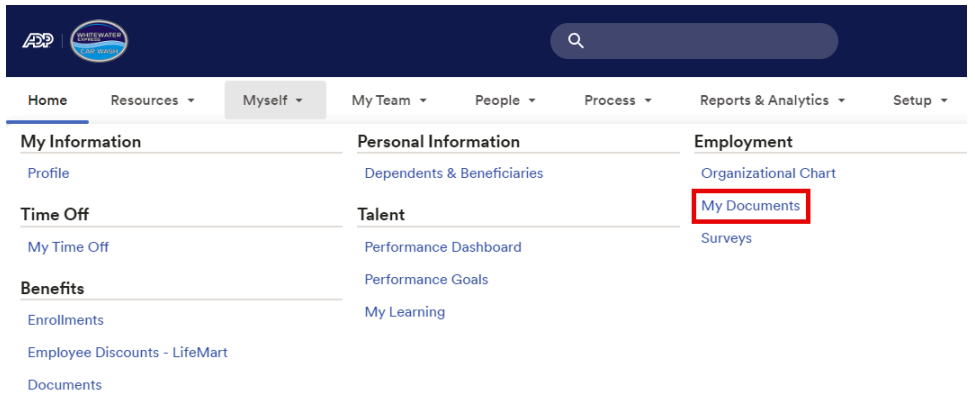 ADP
WHITEWATER
EXPRESS
CAR WASH
Home Resources Myself My Team People Process Reports & Analytics Setup
My Information Personal Information Employment
Profile Dependents & Beneficiaries Organizational Chart
My Documents
Time Off Talent
Surveys
My Time Off Performance Dashboard
Performance Goals
Benefits
My Learning
Enrollments
Employee Discounts - LifeMart
Documents